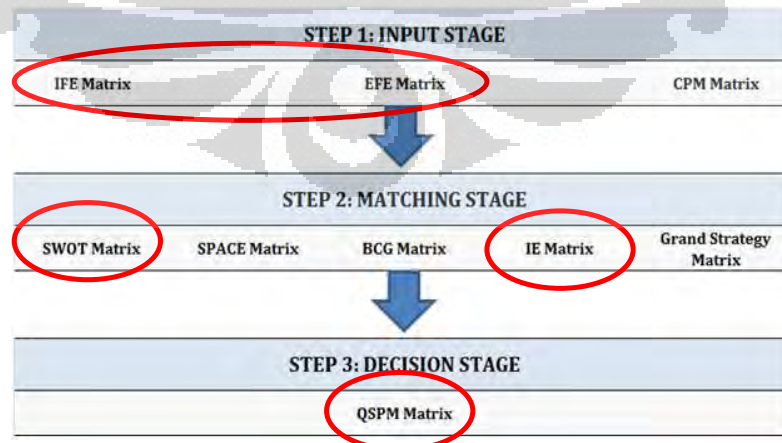 STEP 1: INPUT STAGE
IFE Matrix EFE Matrix CPM Matrix
STEP 2: MATCHING STAGE
SWOT Matrix SPACE Matrix BCG Matrix IE Matrix Grand Strategy
Matrix
STEP 3: DECISION STAGE
QSPM Matrix